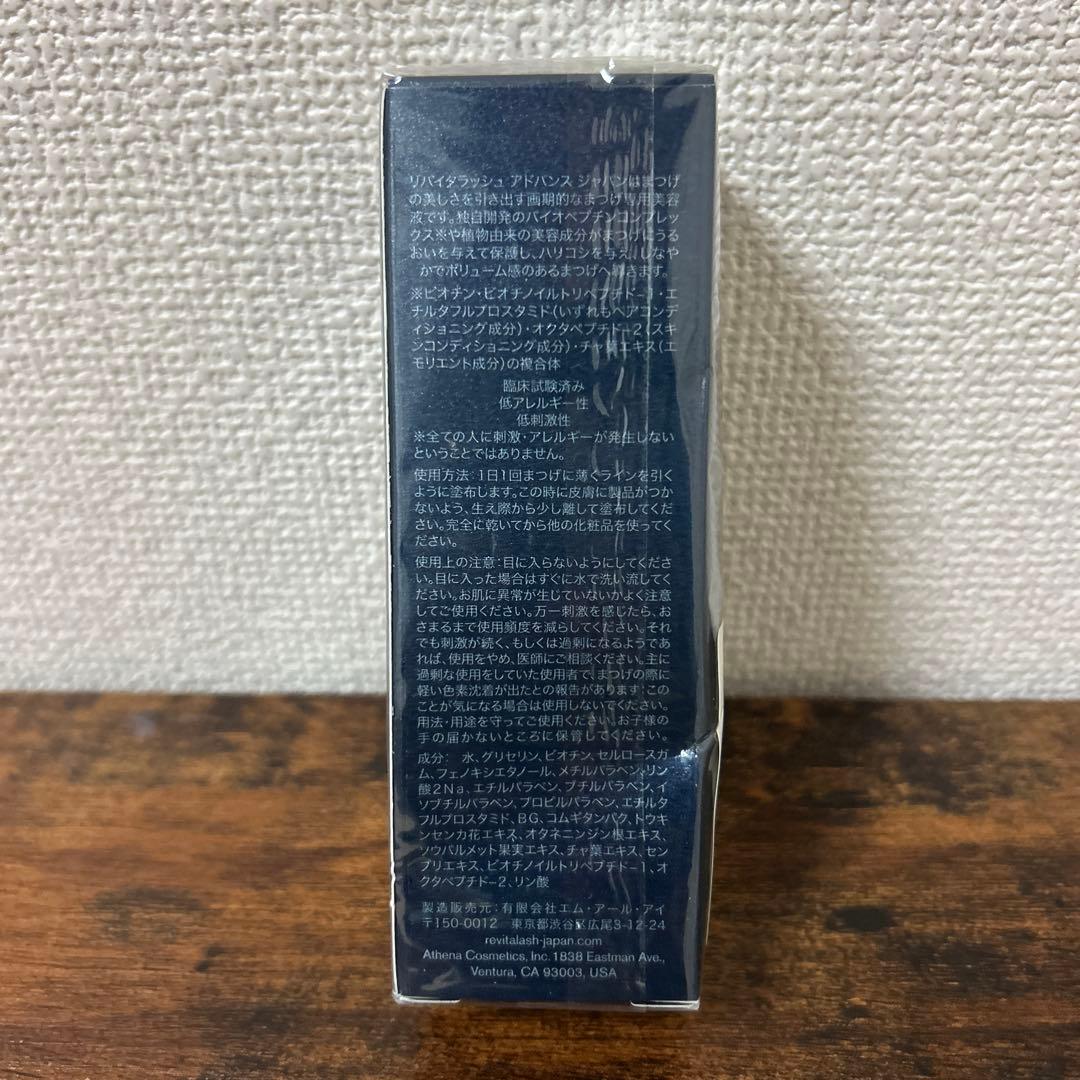 リバイタラッシュ アドバンス ジャパンはまつげ
の美しさを引き出す画期的なまつげ専用美容
液です。独自開発のバイオペプチンコンプレッ
クス※や植物由来の美容成分がまつげにうる
おいを与えて保護し、ハリコシを与え、しなや
かでボリューム感のあるまつげへ導きます。
※ビオチン・ビオチノイルトリペプチド-1・エ
チルタフルプロスタミド(いずれもヘアコンデ
ィショニング成分)・オクタペプチド-2(スキ
ンコンディショニング成分)・チャ葉エキス(エ
モリエント成分)の複合体
臨床試験済み
低アレルギー性
低刺激性
※全ての人に刺激・アレルギーが発生しない
ということではありません。
使用方法:1日1回まつげに薄くラインを引く
ように塗布します。この時に皮膚に製品がつか
ないよう、生え際から少し離して塗布してくだ
さい。完全に乾いてから他の化粧品を使ってく
ださい。
使用上の注意:目に入らないようにしてくださ
い。目に入った場合はすぐに水で洗い流してく
ださい。お肌に異常が生じていないかよく注意
してご使用ください。万一刺激を感じたら、お
さまるまで使用頻度を減らしてください。それ
でも刺激が続く、もしくは過剰になるようであ
れば、使用をやめ、医師にご相談ください。主に
過剰な使用をしていた使用者で、まつげの際に
軽い色素沈着が出たとの報告があります:この
ことが気になる場合は使用しないでください。
用法・用途を守ってご使用ください。お子様の
手の届かないところに保管してください。
成分: 水、グリセリン、ビオチン、セルロースガ
ム、フェノキシエタノール、メチルパラベン、リン
酸2Na、エチルパラベン、ブチルパラベン、イ
ソブチルパラベン、プロピルパラベン、エチルタ
フルプロスタミド、BG、コムギタンパク、トウキ
ンセンカ花エキス、オタネニンジン根エキス、
ソウパルメット果実エキス、チャ葉エキス、セン
ブリエキス、ビオチノイルトリペプチド-1、オ
クタペプチド-2、リン酸
製造販売元:有限会社エム・アール・アイ
〒150-0012 東京都渋谷区広尾3-12-24
revitalash-japan.com
Athena Cosmetics, Inc. 1838 Eastman Ave.,
Ventura, CA 93003, USA